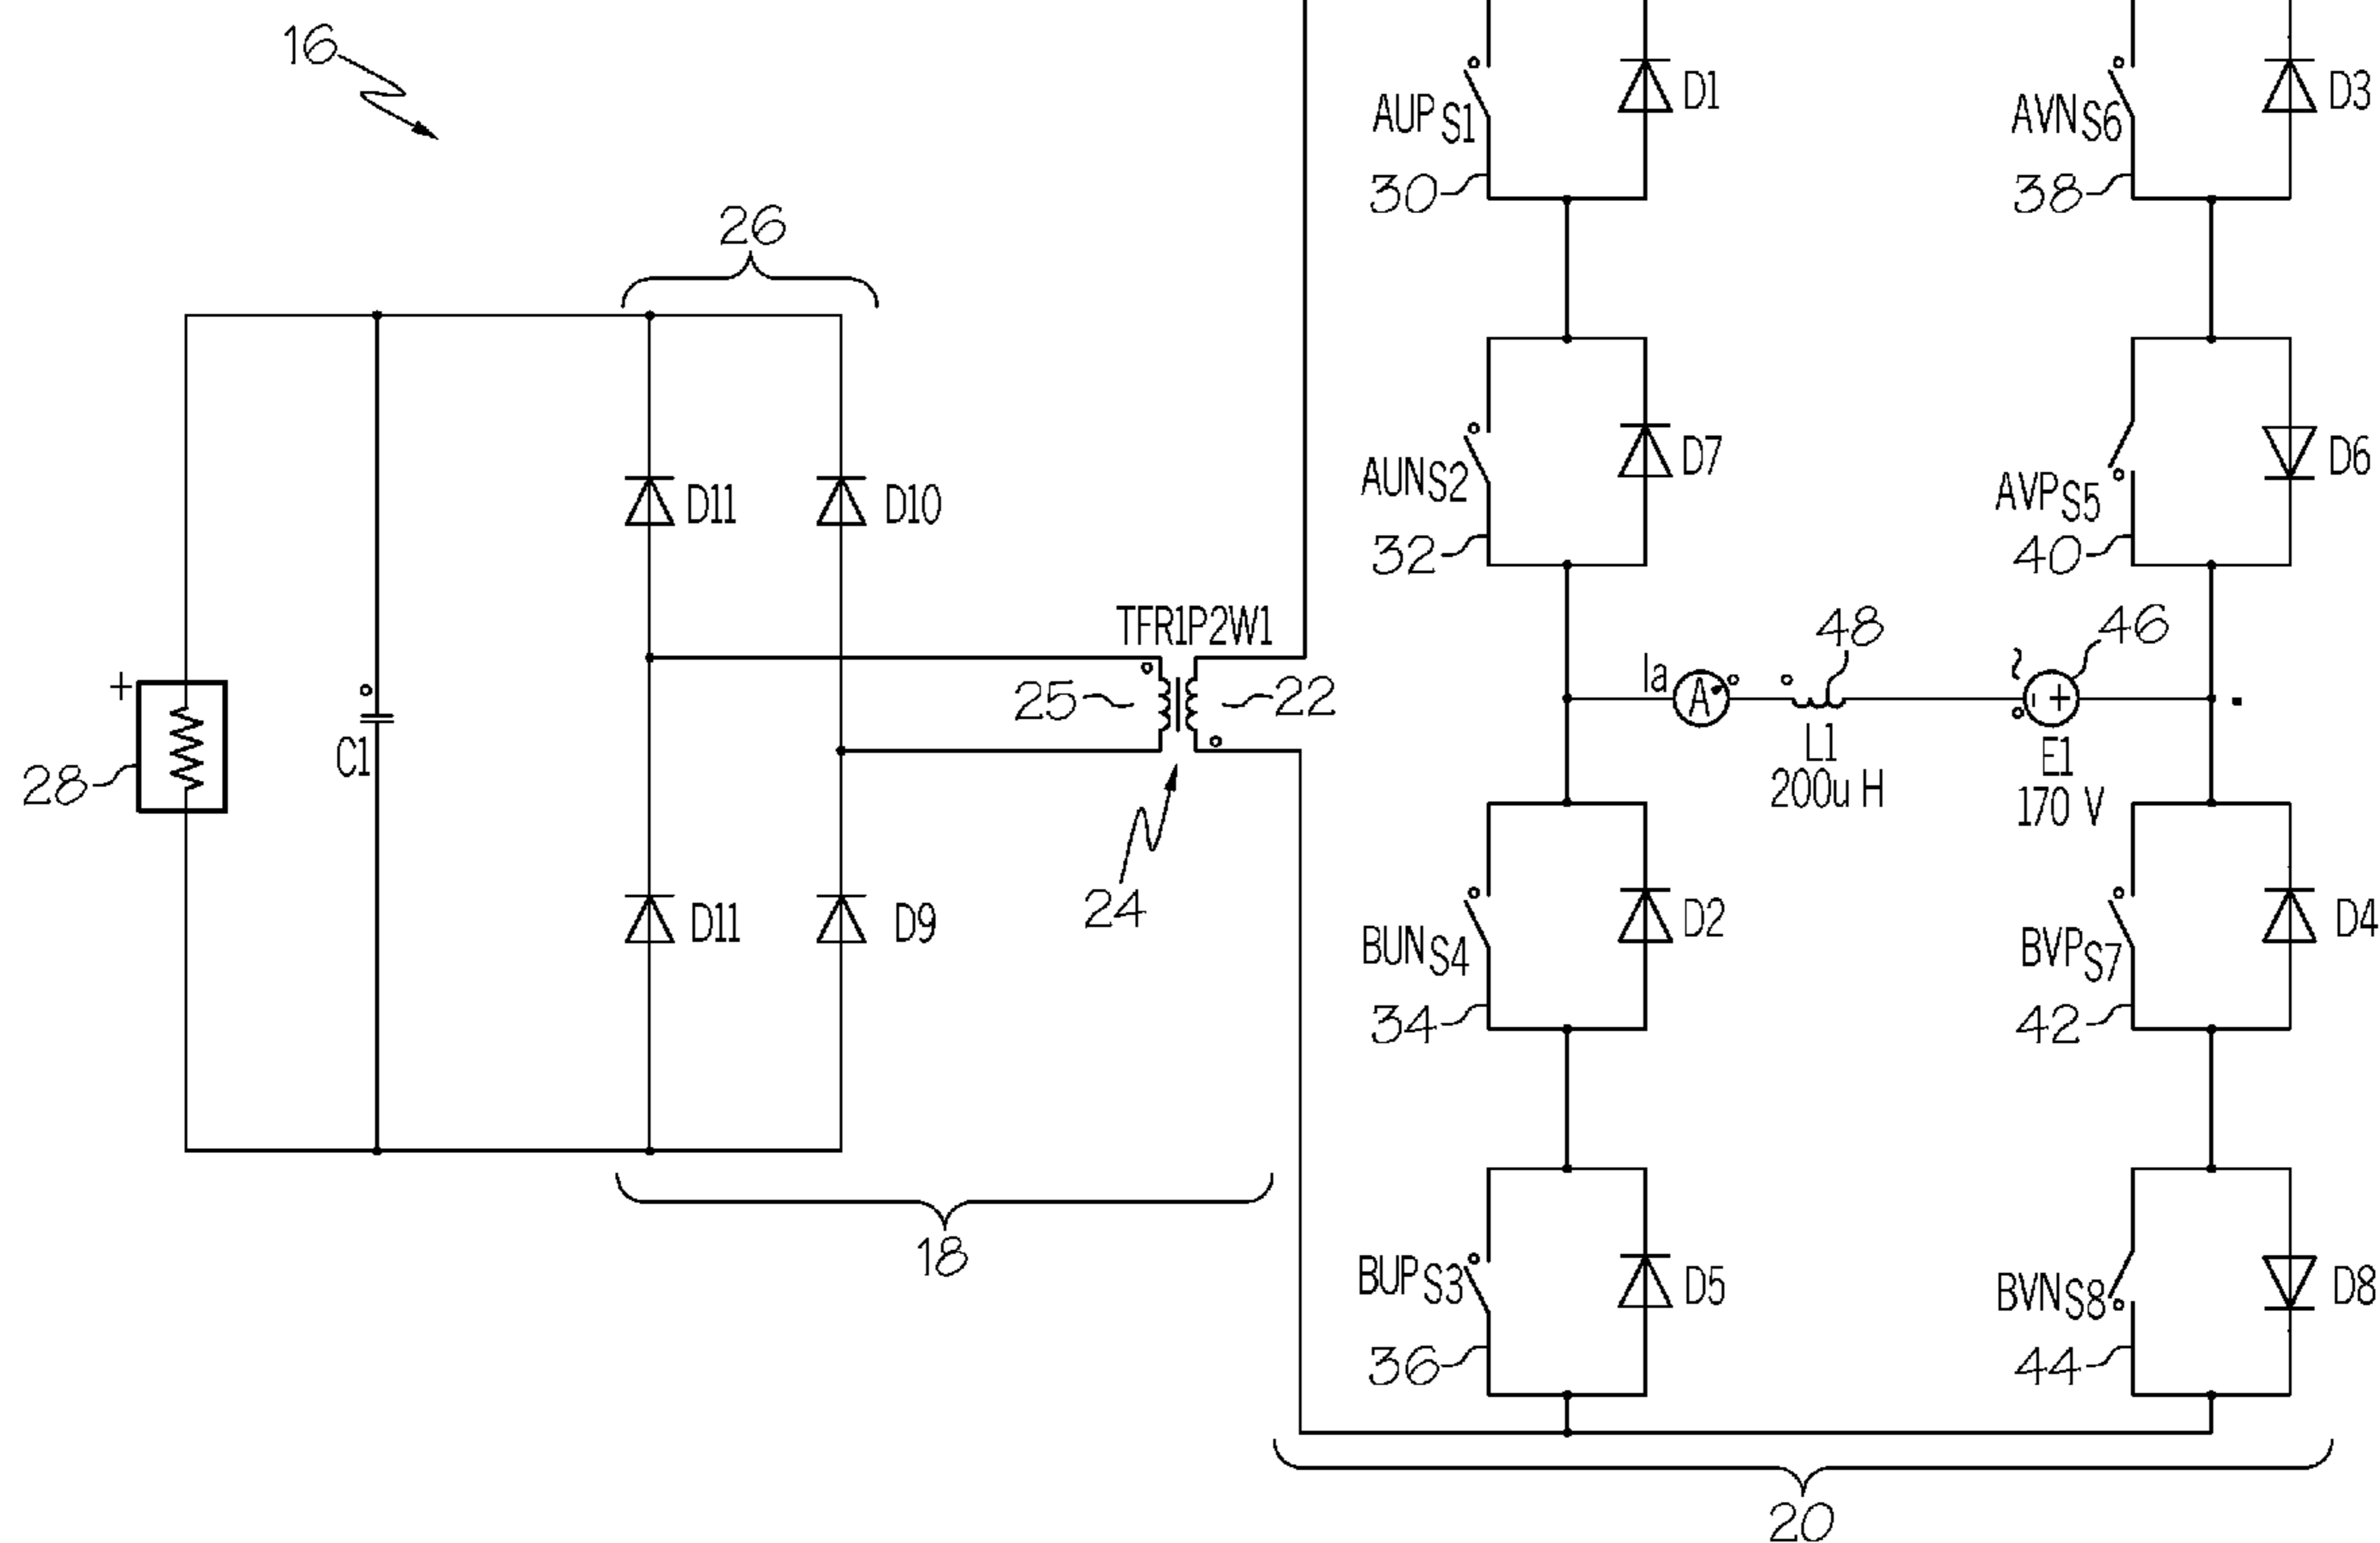 16
AUP S1
D1
AVN S6
D3
30
38
26
D11
D10
AUN S2
D7
AVP S5
D6
32
40
TFR1P2W1
25
22
Ia
A
48
46
+
L1
200u H
- +
E1
170 V
28
C1
24
D11
D9
BUN S4
D2
BVP S7
D4
34
42
18
BUP S3
D5
BVN S8
D8
36
44
20